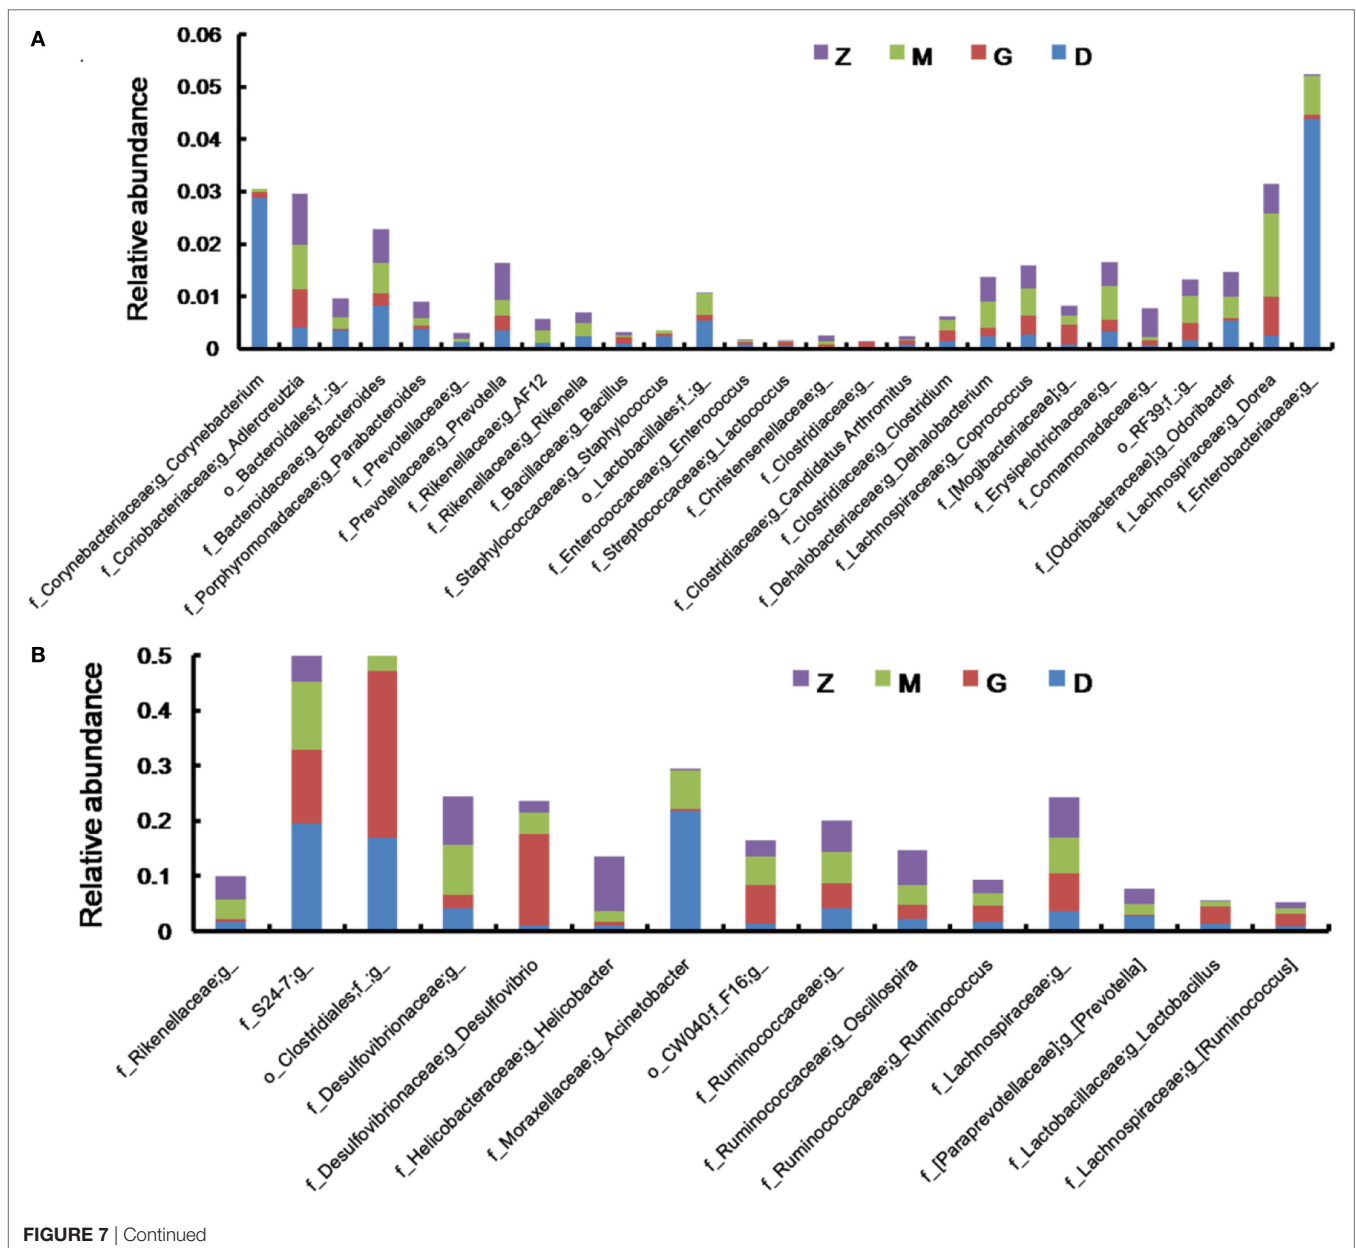 A
0.06
0.05
0.04
0.03
0.02
0.01
0
Relative abundance
Z M G D
f_Corynebacteriaceae;g_Corynebacterium
f_Coriobacteriaceae;g_Adlercreutzia
o_Bacteroidales;f_;g_
f_Bacteroidaceae;g_Bacteroides
f_Porphyromonadaceae;g_Parabacteroides
f_Prevotellaceae;g_
f_Prevotellaceae;g_Prevotella
f_Rikenellaceae;g_AF12
f_Rikenellaceae;g_Rikenella
f_Bacillaceae;g_Bacillus
f_Staphylococcaceae;g_Staphylococcus
o_Lactobacillales;f_;g_
f_Enterococcaceae;g_Enterococcus
f_Streptococcaceae;g_Lactococcus
f_Christensenellaceae;g_
f_Clostridiaceae;g_
f_Clostridiaceae;g_Candidatus Arthromitus
f_Clostridiaceae;g_Clostridium
f_Dehalobacteriaceae;g_Dehalobacterium
f_Lachnospiraceae;g_Coprococcus
f_[Mogibacteriaceae];g_
f_Erysipelotrichaceae;g_
f_Comamonadaceae;g_
o_RF39;f_;g_
f_[Odoribacteraceae];g_Odoribacter
f_Lachnospiraceae;g_Dorea
f_Enterobacteriaceae;g_
B
0.5
0.4
0.3
0.2
0.1
0
Relative abundance
Z M G D
f_Rikenellaceae;g_
f_S24-7;g_
o_Clostridiales;f_;g_
f_Desulfovibrionaceae;g_
f_Desulfovibrionaceae;g_Desulfovibrio
f_Helicobacteraceae;g_Helicobacter
f_Moraxellaceae;g_Acinetobacter
o_CW040;f_F16;g_
f_Ruminococcaceae;g_
f_Ruminococcaceae;g_Oscillospira
f_Ruminococcaceae;g_Ruminococcus
f_Lachnospiraceae;g_
f_[Paraprevotellaceae];g_[Prevotella]
f_Lactobacillaceae;g_Lactobacillus
f_Lachnospiraceae;g_[Ruminococcus]
FIGURE 7 | Continued